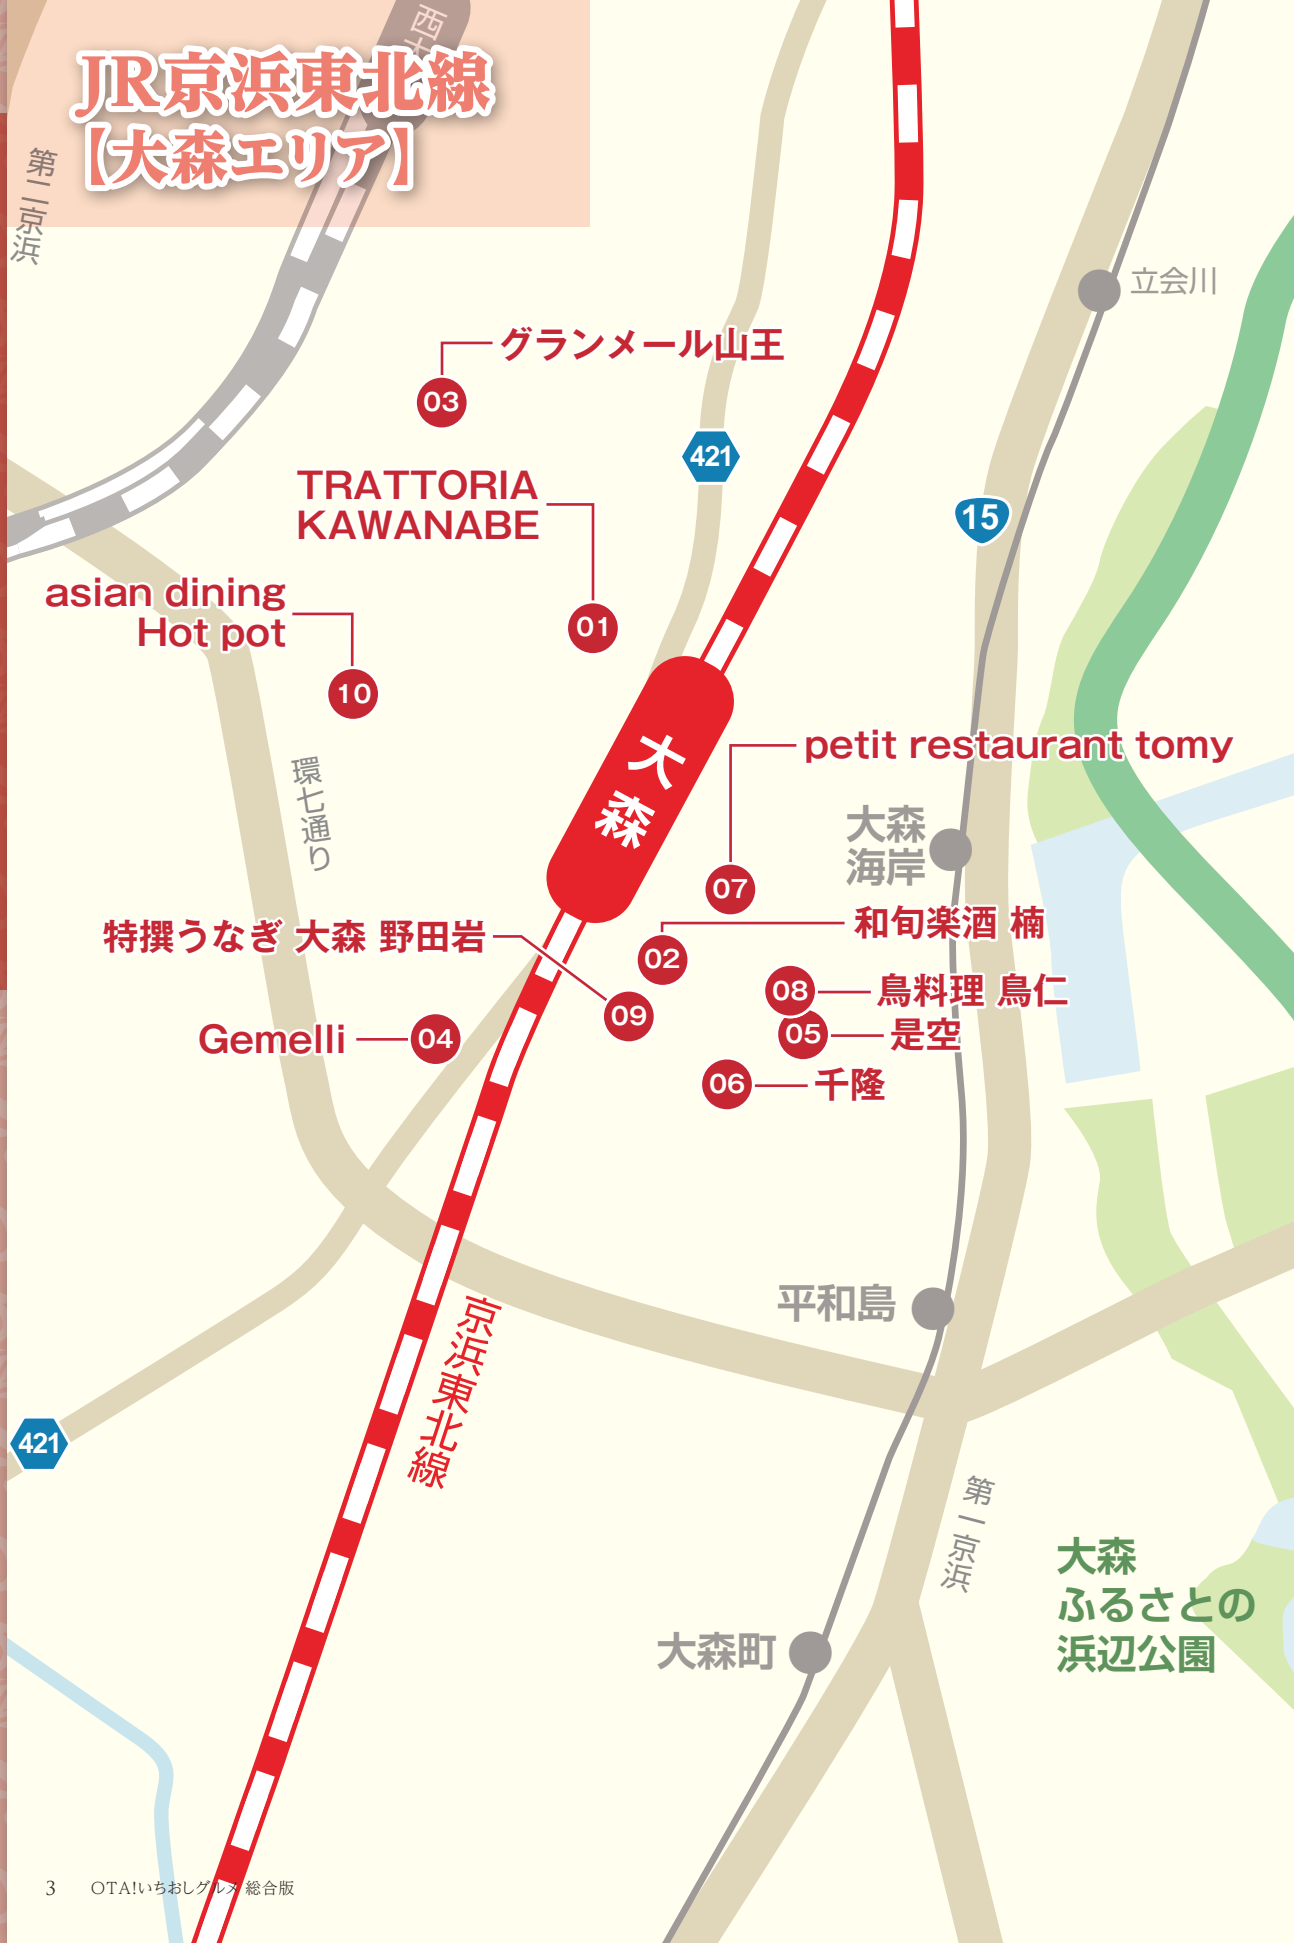 西
JR京浜東北線
【大森エリア】
第二京浜
立会川
グランメール山王
03
421
TRATTORIA
KAWANABE
15
asian dining
Hot pot
01
10
大森
petit restaurant tomy
環七通り
大森
海岸
07
特撰うなぎ 大森 野田岩
和旬楽酒 楠
02
08
鳥料理 鳥仁
09
Gemelli
04
05
是空
06
千隆
平和島
京浜東北線
421
第一京浜
大森
ふるさとの
浜辺公園
大森町
3 OTA!いちおしグルメ 総合版